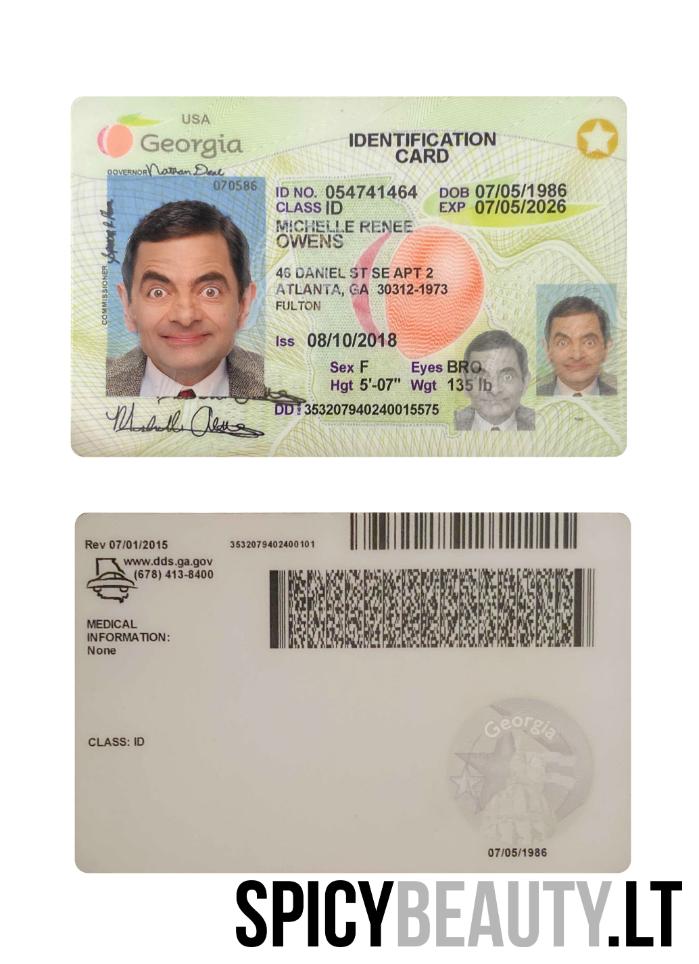 USA
Georgia
IDENTIFICATION
CARD
GOVERNOR Nathan Deal
070586
COMMISSIONER
ID NO. 054741464 DOB 07/05/1986
CLASS ID EXP 07/05/2026
MICHELLE RENEE
OWENS
46 DANIEL ST SE APT 2
ATLANTA, GA 30312-1973
FULTON
Iss 08/10/2018
Sex F Eyes BRO
Hgt 5'-07" Wgt 135 lb
DD: 353207940240015575
Rev 07/01/2015 3532079402400101
www.dds.ga.gov
(678) 413-8400
MEDICAL
INFORMATION:
None
CLASS: ID
Georgia
07/05/1986
SPICYBEAUTY.LT